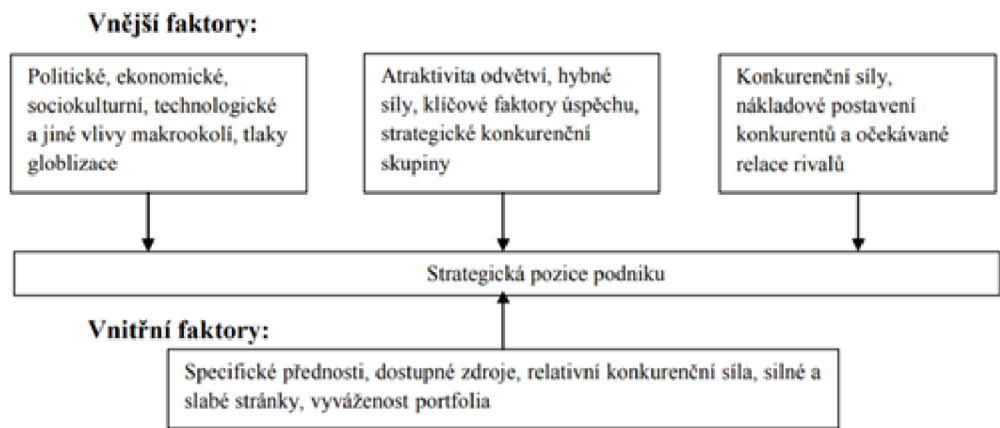 Vnější faktory:
Politické, ekonomické,
sociokulturní, technologické
a jiné vlivy makrookolí, tlaky
globlizace
Atraktivita odvětví, hybné
síly, klíčové faktory úspěchu,
strategické konkurenční
skupiny
Konkurenční síly,
nákladové postavení
konkurentů a očekávané
relace rivalů
Strategická pozice podniku
Vnitřní faktory:
Specifické přednosti, dostupné zdroje, relativní konkurenční síla, silné a
slabé stránky, vyváženost portfolia